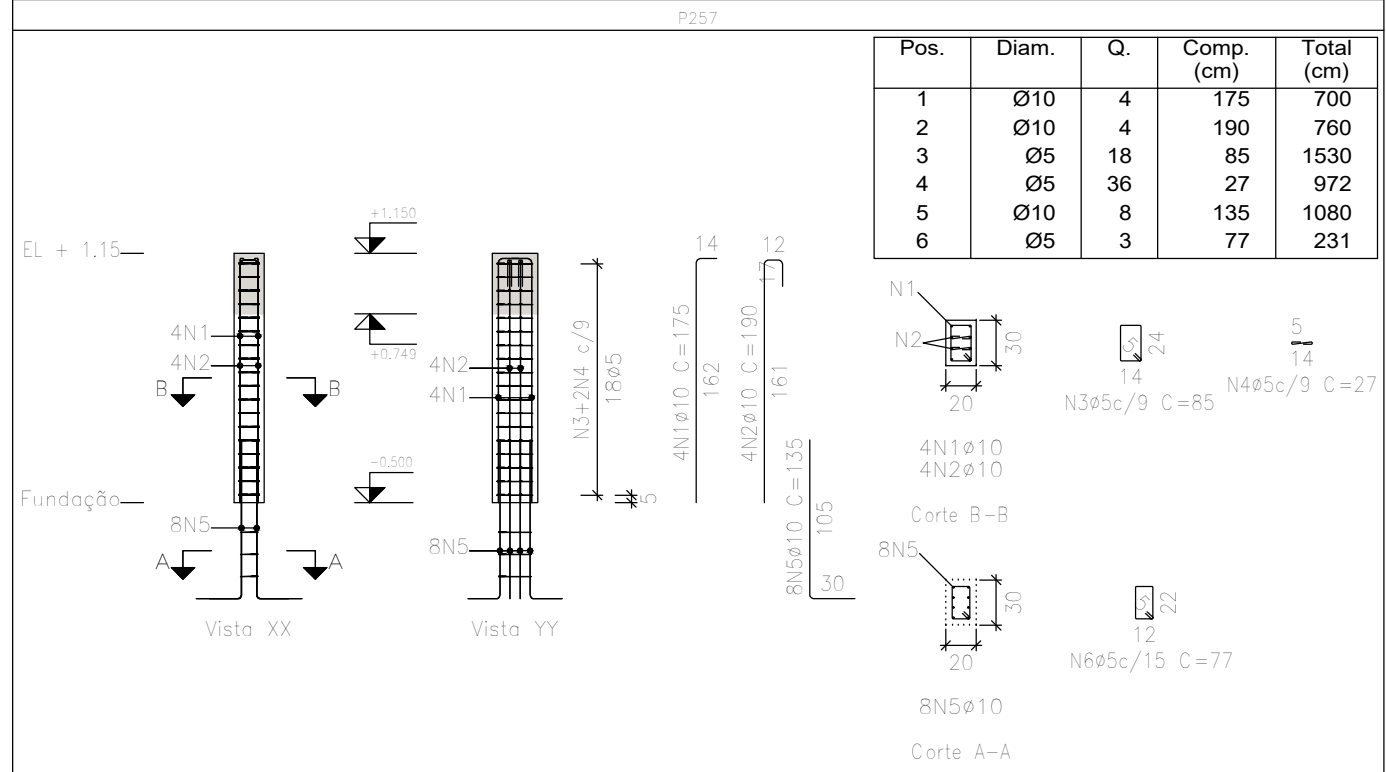 P257
Pos. Diam. Q. Comp. (cm) Total (cm)
1 Ø10 4 175 700
2 Ø10 4 190 760
3 Ø5 18 85 1530
4 Ø5 36 27 972
5 Ø10 8 135 1080
6 Ø5 3 77 231
EL + 1.15
4N1
4N2
B B
Fundação
8N5
A A
Vista XX
+1.150
+0.749
-0.500
4N2
4N1
8N5
Vista YY
N3+2N4 c/9
18ø5
5
14
4N1ø10 C=175
162
12
17
4N2ø10 C=190
161
8N5ø10 C=135
105
30
N1
N2
30
20
4N1ø10
4N2ø10
Corte B-B
5
24
14
N3ø5c/9 C=85
5
14
N4ø5c/9 C=27
8N5
30
20
8N5ø10
Corte A-A
5
22
12
N6ø5c/15 C=77